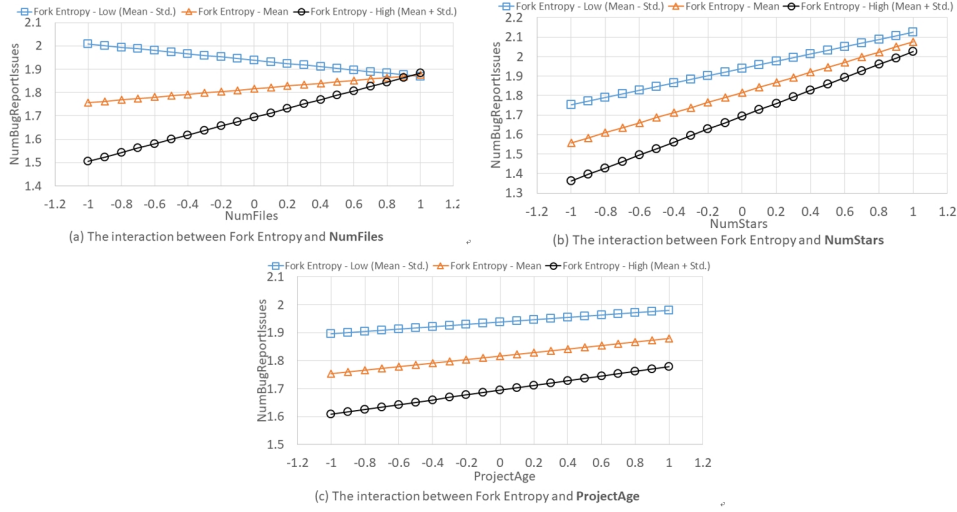 Fork Entropy - Low (Mean - Std.) Fork Entropy - Mean Fork Entropy - High (Mean + Std.)
2.1
2
1.9
1.8
1.7
1.6
1.5
1.4
NumBugReportIssues
-1.2 -1 -0.8 -0.6 -0.4 -0.2 0 0.2 0.4 0.6 0.8 1 1.2
NumFiles
(a) The interaction between Fork Entropy and NumFiles
Fork Entropy - Low (Mean - Std.) Fork Entropy - Mean Fork Entropy - High (Mean + Std.)
2.2
2.1
2
1.9
1.8
1.7
1.6
1.5
1.4
1.3
NumBugReportIssues
-1.2 -1 -0.8 -0.6 -0.4 -0.2 0 0.2 0.4 0.6 0.8 1 1.2
NumStars
(b) The interaction between Fork Entropy and NumStars
Fork Entropy - Low (Mean - Std.) Fork Entropy - Mean Fork Entropy - High (Mean + Std.)
2.1
2
1.9
1.8
1.7
1.6
1.5
NumBugReportIssues
-1.2 -1 -0.8 -0.6 -0.4 -0.2 0 0.2 0.4 0.6 0.8 1 1.2
ProjectAge
(c) The interaction between Fork Entropy and ProjectAge